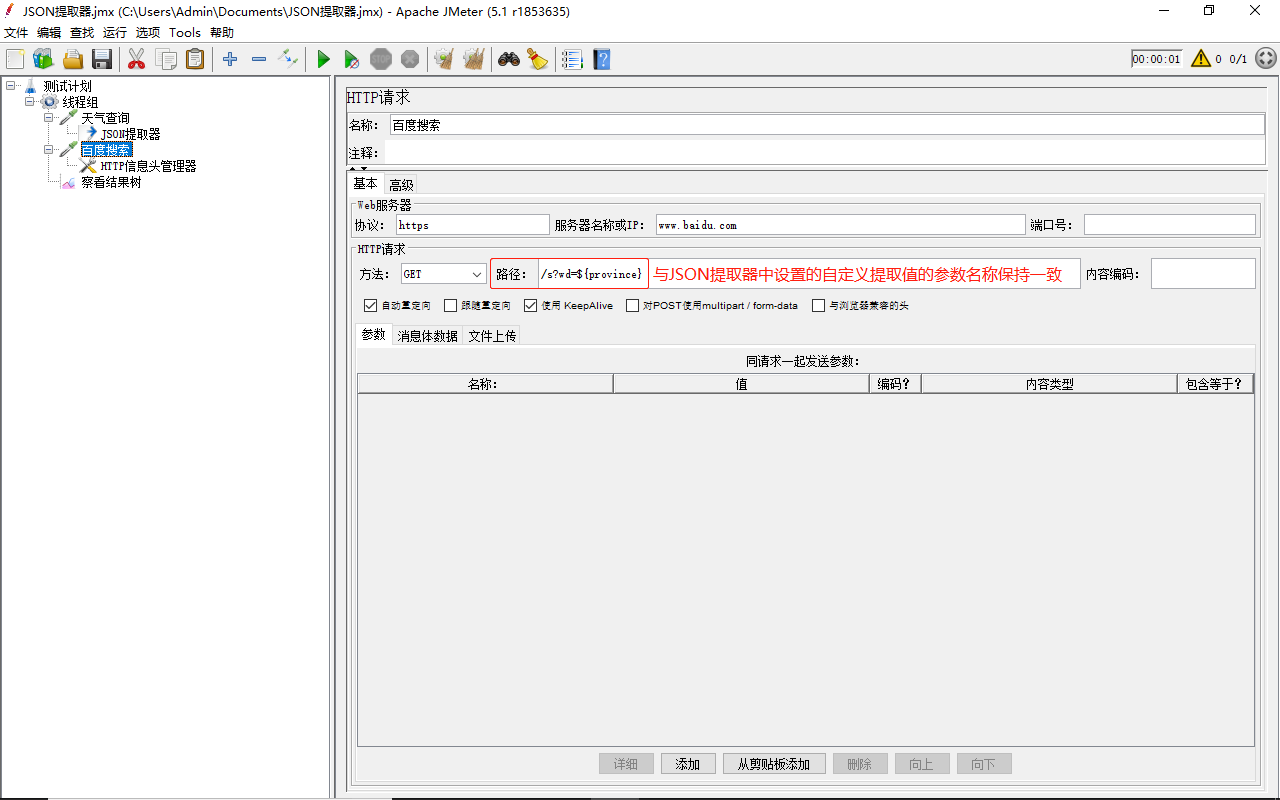 JSON提取器.jmx (C:\Users\Admin\Documents\JSON提取器.jmx) - Apache JMeter (5.1 r1853635)
文件 编辑 查找 运行 选项 Tools 帮助
STOP 00:00:01 0 0/1
测试计划
线程组
天气查询
JSON提取器
百度搜索
HTTP信息头管理器
察看结果树
HTTP请求
名称： 百度搜索
注释：
基本 高级
Web服务器
协议： https 服务器名称或IP： www.baidu.com 端口号：
HTTP请求
方法： GET 路径： /s?wd=${province} 与JSON提取器中设置的自定义提取值的参数名称保持一致 内容编码：
自动重定向 跟随重定向 使用 KeepAlive 对POST使用multipart / form-data 与浏览器兼容的头
参数 消息体数据 文件上传
同请求一起发送参数：
名称： 值 编码？ 内容类型 包含等于？
详细 添加 从剪贴板添加 删除 向上 向下